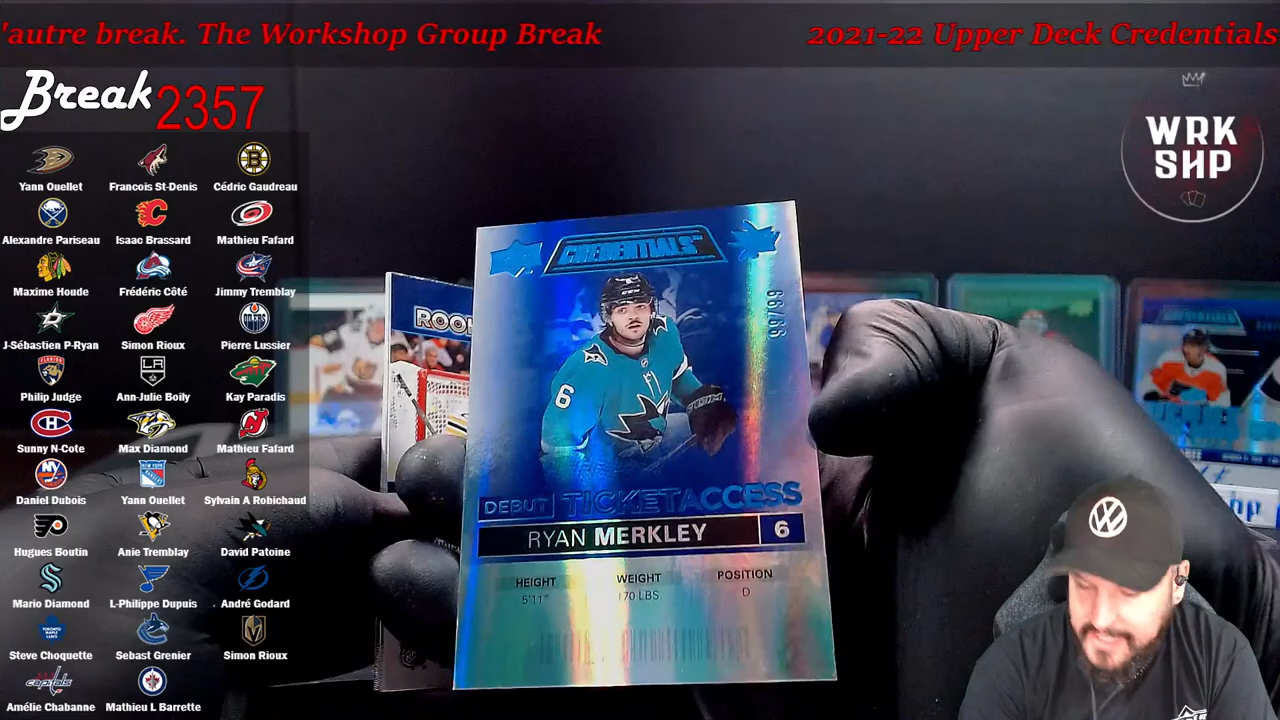 'autre break. The Workshop Group Break
2021-22 Upper Deck Credentials
Break 2357
WRK
SHP
Yann Ouellet
Francois St-Denis
Cédric Gaudreau
Alexandre Pariseau
Isaac Brassard
Mathieu Fafard
Maxime Houde
Frédéric Côté
Jimmy Tremblay
J-Sébastien P-Ryan
Simon Rioux
Pierre Lussier
Philip Judge
Ann-Julie Boily
Kay Paradis
Sunny N-Cote
Max Diamond
Mathieu Fafard
Daniel Dubois
Yann Ouellet
Sylvain A Robichaud
Hugues Boutin
Anie Tremblay
David Patoine
Mario Diamond
L-Philippe Dupuis
André Godard
Steve Choquette
Sebast Grenier
Simon Rioux
Amélie Chabanne
Mathieu L Barrette
CREDENTIALS
ROO
6
DEBUT TICKETACCESS
RYAN MERKLEY 6
HEIGHT
WEIGHT
POSITION
5'11"
170 LBS
D